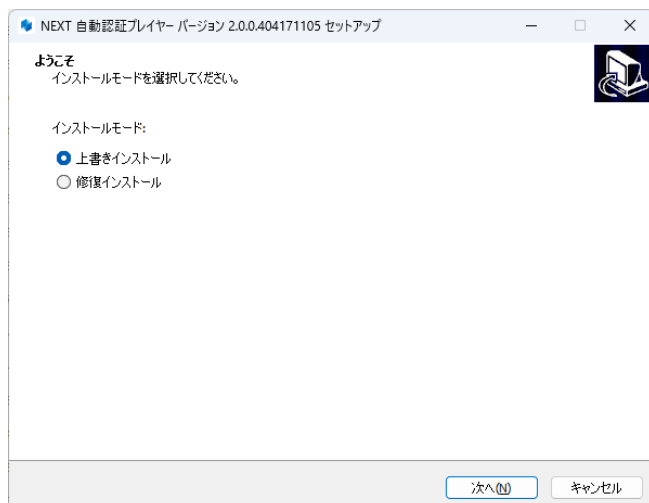 NEXT 自動認証プレイヤー バージョン 2.0.0.404171105 セットアップ
ようこそ
インストールモードを選択してください。
インストールモード:
上書きインストール
修復インストール
次へ(N)
キャンセル